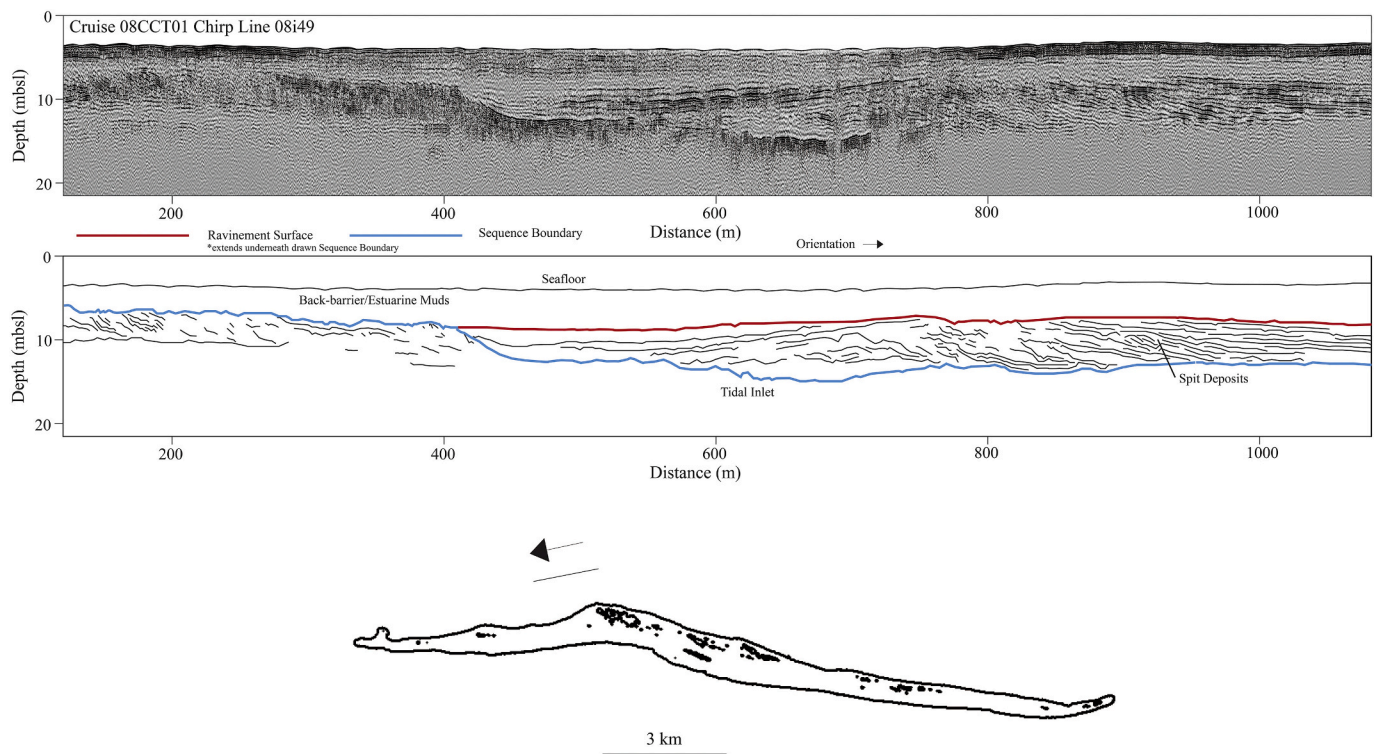 Cruise 08CCT01 Chirp Line 08i49
0
10
20
Depth (mbsl)
200
400
600
800
1000
Distance (m)
Ravinement Surface
*extends underneath drawn Sequence Boundary
Sequence Boundary
Orientation →
0
10
20
Depth (mbsl)
Seafloor
Back-barrier/Estuarine Muds
Tidal Inlet
Spit Deposits
200
400
600
800
1000
Distance (m)
3 km